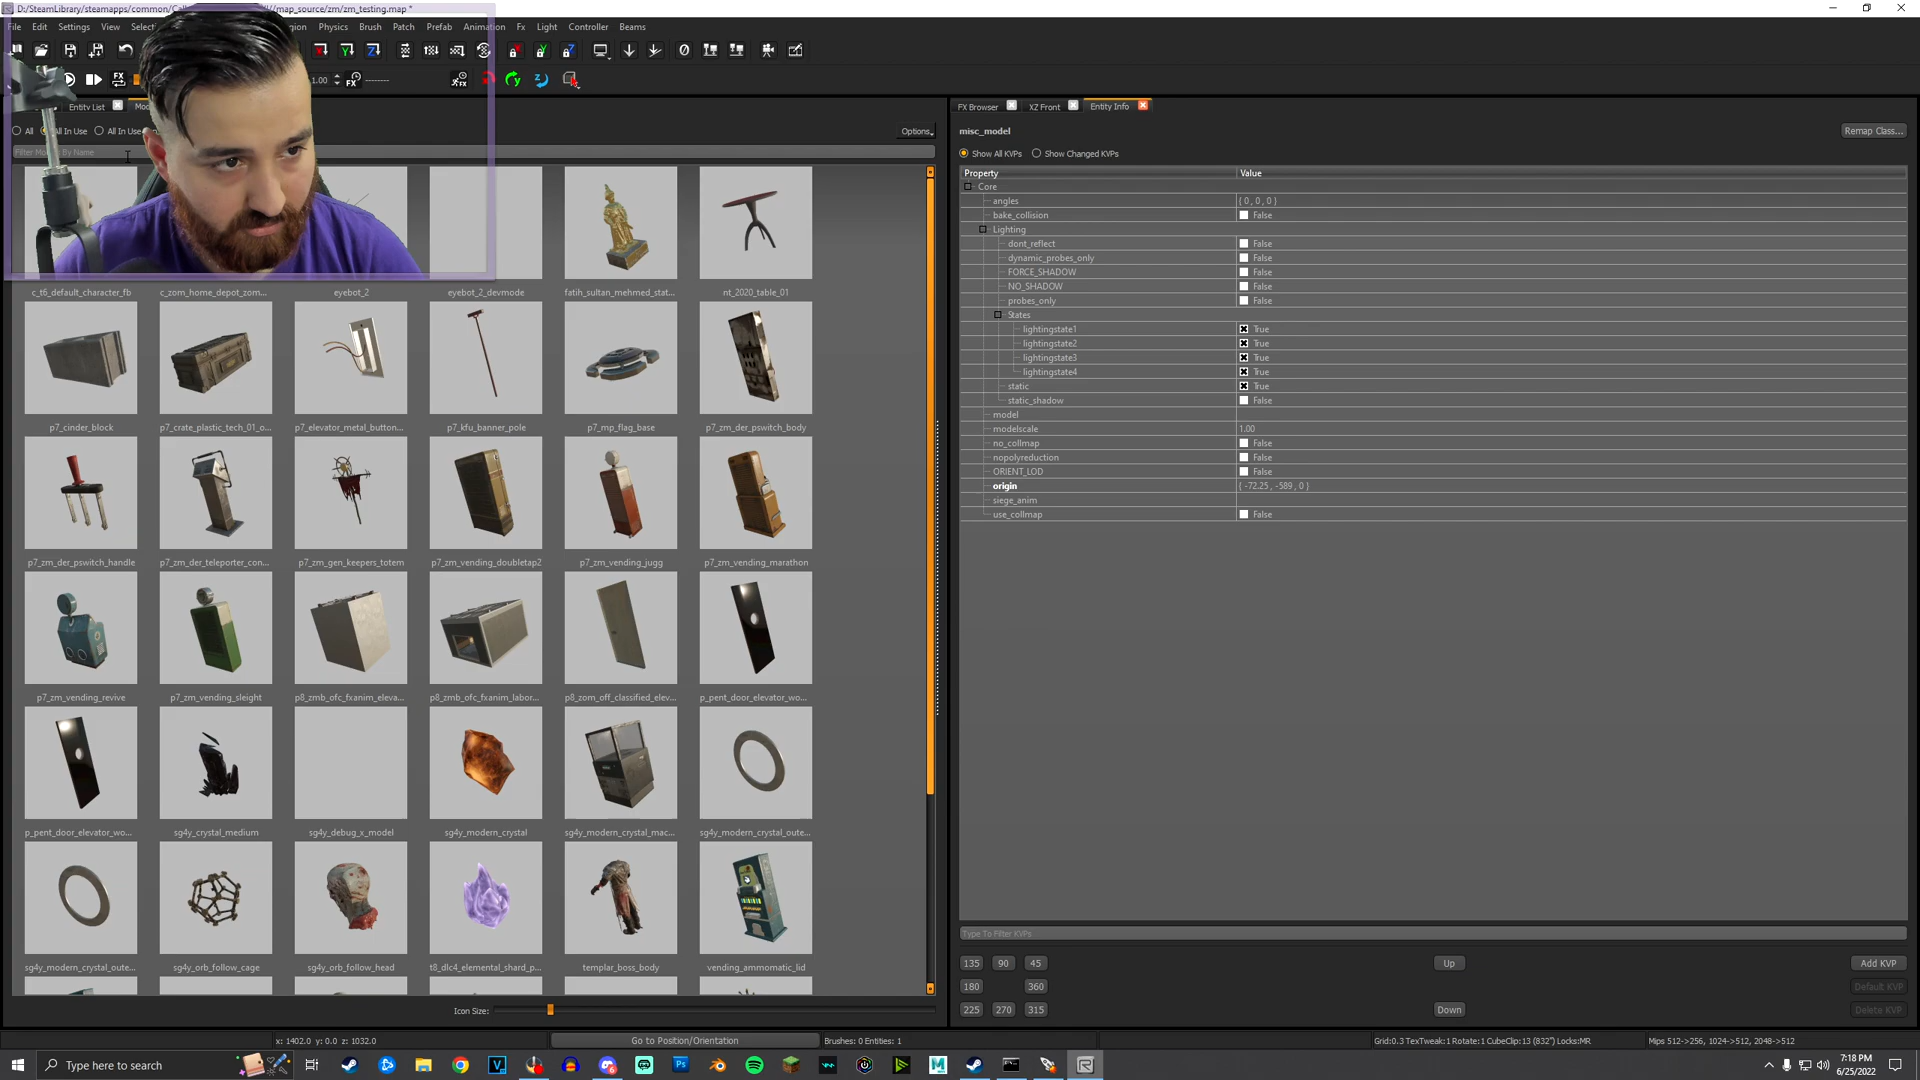 D:/SteamLibrary/steamapps/common/Call
/map_source/zm/zm_testing.map *
File Edit Settings View Physics Brush Patch Prefab Animation Fx Light Controller Beams
FX
1.00
FX
--------
Entity List
All All In Use All In Use
Options
Filter Models By Name
c_t6_default_character_fb
c_zom_home_depot_zom...
eyebot_2
eyebot_2_devmode
fatih_sultan_mehmed_stat...
nt_2020_table_01
p7_cinder_block
p7_crate_plastic_tech_01_o...
p7_elevator_metal_button...
p7_kfu_banner_pole
p7_mp_flag_base
p7_zm_der_pswitch_body
p7_zm_der_pswitch_handle
p7_zm_der_teleporter_con...
p7_zm_gen_keepers_totem
p7_zm_vending_doubletap2
p7_zm_vending_jugg
p7_zm_vending_marathon
p7_zm_vending_revive
p7_zm_vending_sleight
p8_zmb_ofc_fxanim_eleva...
p8_zmb_ofc_fxanim_labor...
p8_zom_off_classified_elev...
p_pent_door_elevator_wo...
p_pent_door_elevator_wo...
sg4y_crystal_medium
sg4y_debug_x_model
sg4y_modern_crystal
sg4y_modern_crystal_mac...
sg4y_modern_crystal_oute...
sg4y_modern_crystal_oute...
sg4y_orb_follow_cage
sg4y_orb_follow_head
t8_dlc4_elemental_shard_p...
templar_boss_body
vending_ammomatic_lid
Icon Size:
FX Browser XZ Front Entity Info
misc_model
Remap Class...
Show All KVPs Show Changed KVPs
Property Value
Core
angles { 0 , 0 , 0 }
bake_collision False
Lighting
dont_reflect False
dynamic_probes_only False
FORCE_SHADOW False
NO_SHADOW False
probes_only False
States
lightingstate1 True
lightingstate2 True
lightingstate3 True
lightingstate4 True
static True
static_shadow False
model
modelscale 1.00
no_collmap False
nopolyreduction False
ORIENT_LOD False
origin { -72.25 , -589 , 0 }
siege_anim
use_collmap False
Type To Filter KVPs
135 90 45 Up Add KVP
180 360 Default KVP
225 270 315 Down Delete KVP
x: 1402.0 y: 0.0 z: 1032.0
Go to Position/Orientation
Brushes: 0 Entities: 1
Grid:0.3 TexTweak:1 Rotate:1 CubeClip:13 (832") Locks:MR
Mips 512->256, 1024->512, 2048->512
Type here to search
7:18 PM
6/25/2022